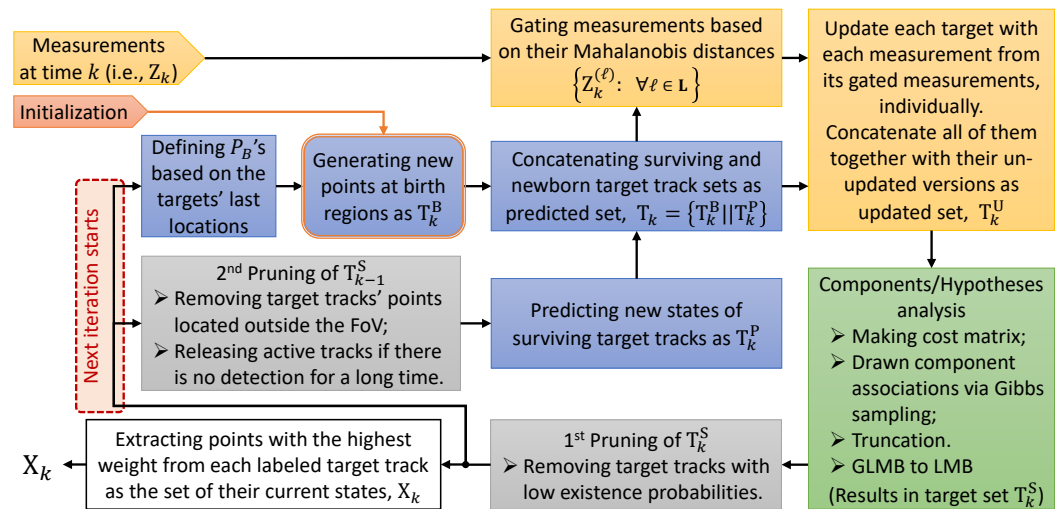 Measurements
at time k (i.e., Z_k)
Initialization
Gating measurements based
on their Mahalanobis distances
{Z_k^(ℓ): ∀ℓ ∈ L}
Update each target with
each measurement from
its gated measurements,
individually.
Concatenate all of them
together with their un-
updated versions as
updated set, T_k^U
Defining P_B's
based on the
targets' last
locations
Generating new
points at birth
regions as T_k^B
Concatenating surviving and
newborn target track sets as
predicted set, T_k = {T_k^B||T_k^P}
Next iteration starts
2nd Pruning of T_{k-1}^S
➢ Removing target tracks' points
located outside the FoV;
➢ Releasing active tracks if there
is no detection for a long time.
Predicting new states of
surviving target tracks as T_k^P
Components/Hypotheses
analysis
➢ Making cost matrix;
➢ Drawn component
associations via Gibbs
sampling;
➢ Truncation.
➢ GLMB to LMB
(Results in target set T_k^S)
1st Pruning of T_k^S
➢ Removing target tracks with
low existence probabilities.
Extracting points with the highest
weight from each labeled target track
as the set of their current states, X_k
X_k